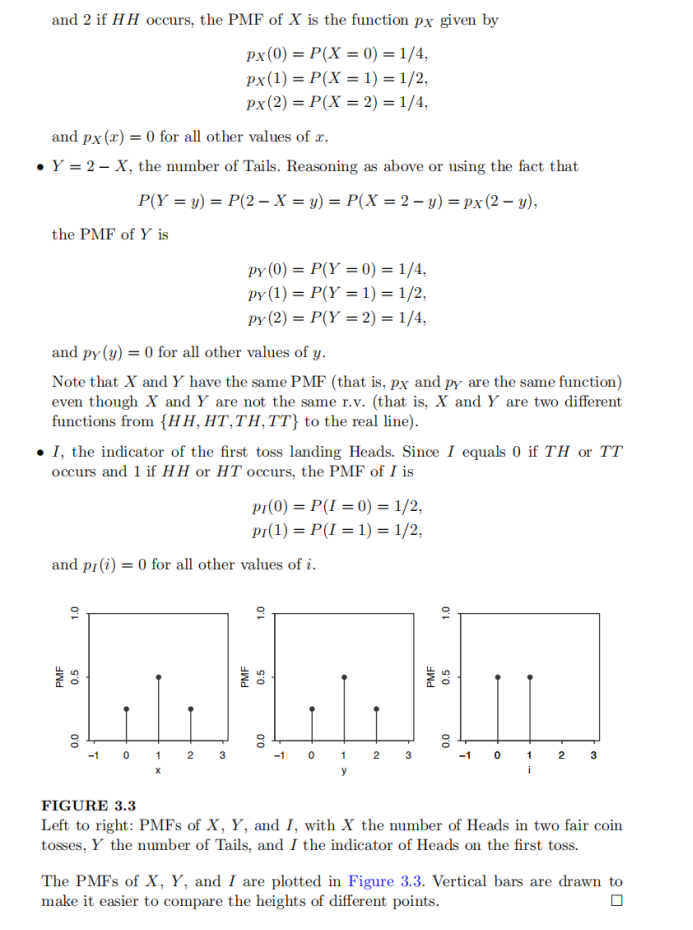 and 2 if HH occurs, the PMF of X is the function p_X given by
p_X(0) = P(X = 0) = 1/4,
p_X(1) = P(X = 1) = 1/2,
p_X(2) = P(X = 2) = 1/4,
and p_X(x) = 0 for all other values of x.
• Y = 2 − X, the number of Tails. Reasoning as above or using the fact that
P(Y = y) = P(2 − X = y) = P(X = 2 − y) = p_X(2 − y),
the PMF of Y is
p_Y(0) = P(Y = 0) = 1/4,
p_Y(1) = P(Y = 1) = 1/2,
p_Y(2) = P(Y = 2) = 1/4,
and p_Y(y) = 0 for all other values of y.
Note that X and Y have the same PMF (that is, p_X and p_Y are the same function)
even though X and Y are not the same r.v. (that is, X and Y are two different
functions from {HH, HT, TH, TT} to the real line).
• I, the indicator of the first toss landing Heads. Since I equals 0 if TH or TT
occurs and 1 if HH or HT occurs, the PMF of I is
p_I(0) = P(I = 0) = 1/2,
p_I(1) = P(I = 1) = 1/2,
and p_I(i) = 0 for all other values of i.
PMF
0.0 0.5 1.0
−1 0 1 2 3
x
PMF
0.0 0.5 1.0
−1 0 1 2 3
y
PMF
0.0 0.5 1.0
−1 0 1 2 3
i
FIGURE 3.3
Left to right: PMFs of X, Y, and I, with X the number of Heads in two fair coin
tosses, Y the number of Tails, and I the indicator of Heads on the first toss.
The PMFs of X, Y, and I are plotted in Figure 3.3. Vertical bars are drawn to
make it easier to compare the heights of different points. □